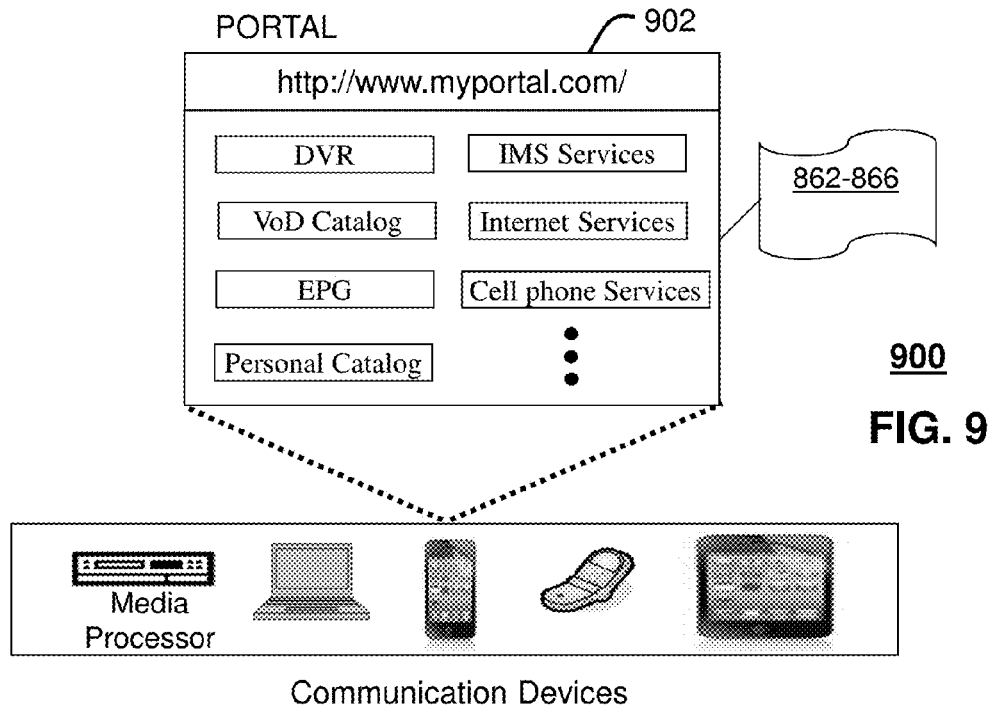 PORTAL
902
http://www.myportal.com/
DVR
IMS Services
VoD Catalog
Internet Services
EPG
Cell phone Services
Personal Catalog
862-866
900
FIG. 9
Media
Processor
Communication Devices